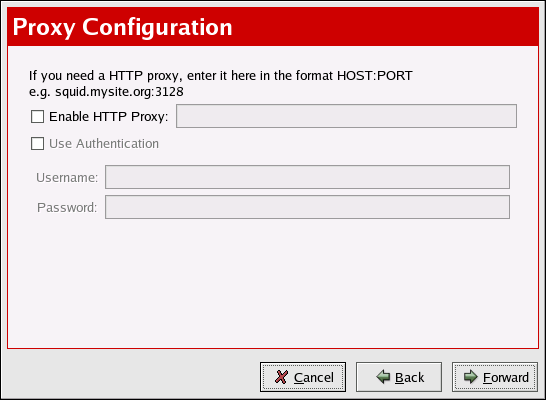 Proxy Configuration
If you need a HTTP proxy, enter it here in the format HOST:PORT
e.g. squid.mysite.org:3128
Enable HTTP Proxy:
Use Authentication
Username:
Password:
Cancel Back Forward